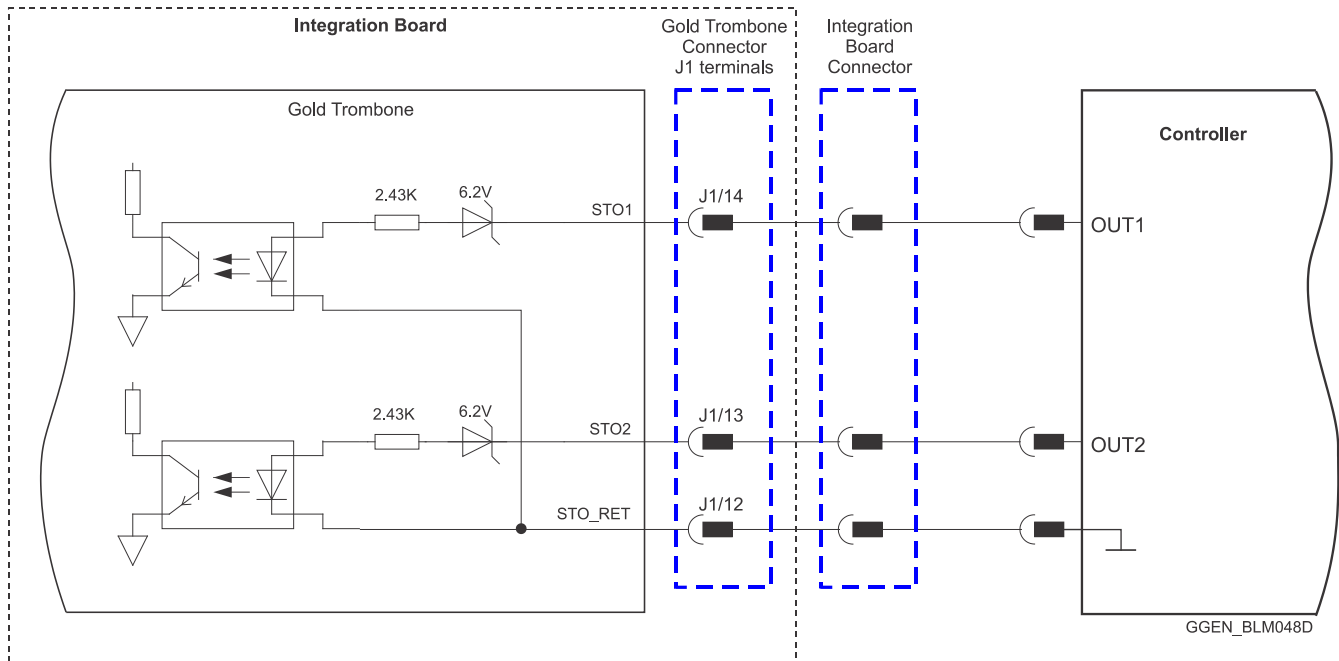 Integration Board
Gold Trombone
Connector
J1 terminals
Integration
Board
Connector
Gold Trombone
Controller
2.43K
6.2V
STO1
J1/14
OUT1
2.43K
6.2V
STO2
J1/13
OUT2
STO_RET
J1/12
GGEN_BLM048D